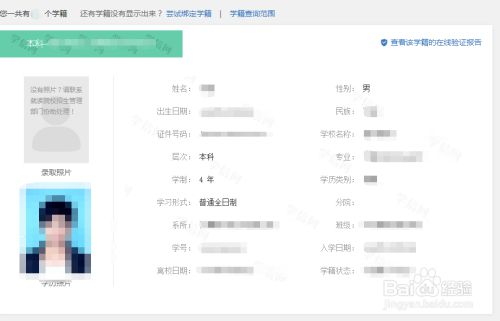 您一共有 个学籍 还有学籍没有显示出来？ 尝试绑定学籍 | 学籍查询范围
本科
查看该学籍的在线验证报告
没有照片？请联系
就读院校招生管理
部门协助处理！
录取照片
学历照片
姓名：
性别： 男
出生日期：
民族：
证件号码：
学校名称：
层次： 本科
专业：
学制： 4 年
学历类别：
学习形式： 普通全日制
分院：
系所：
班级：
学号：
入学日期：
离校日期：
学籍状态：
学信网
Baidu 经验
jingyan.baidu.com